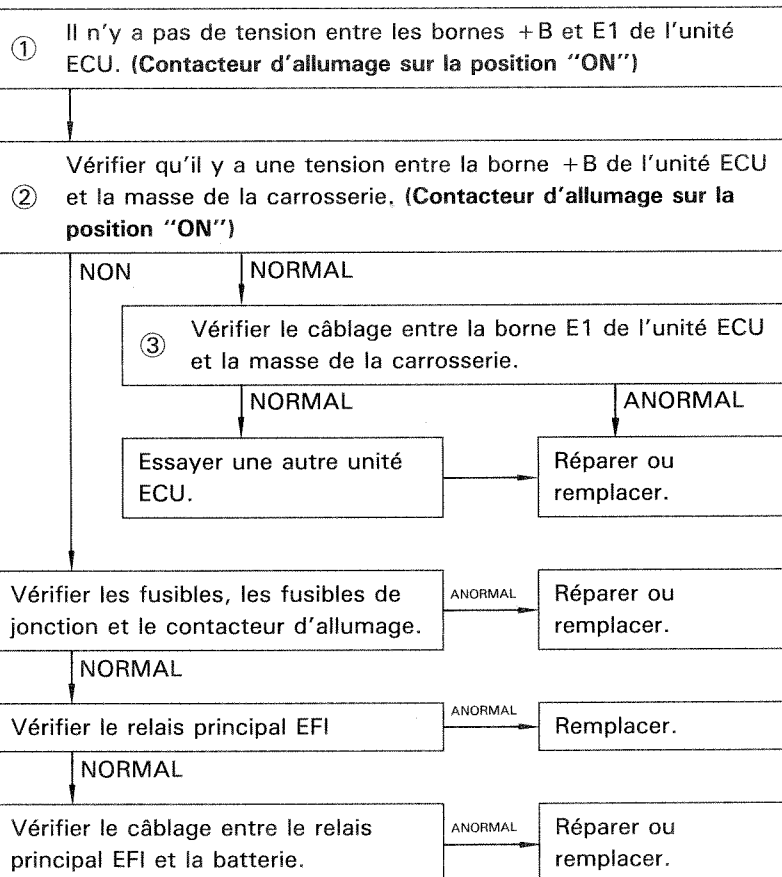 ① Il n'y a pas de tension entre les bornes +B et E1 de l'unité
ECU. (Contacteur d'allumage sur la position "ON")
Vérifier qu'il y a une tension entre la borne +B de l'unité ECU
② et la masse de la carrosserie. (Contacteur d'allumage sur la
position "ON")
NON NORMAL
③ Vérifier le câblage entre la borne E1 de l'unité ECU
et la masse de la carrosserie.
NORMAL ANORMAL
Essayer une autre unité
ECU.
Réparer ou
remplacer.
Vérifier les fusibles, les fusibles de
jonction et le contacteur d'allumage.
ANORMAL
Réparer ou
remplacer.
NORMAL
Vérifier le relais principal EFI
ANORMAL
Remplacer.
NORMAL
Vérifier le câblage entre le relais
principal EFI et la batterie.
ANORMAL
Réparer ou
remplacer.